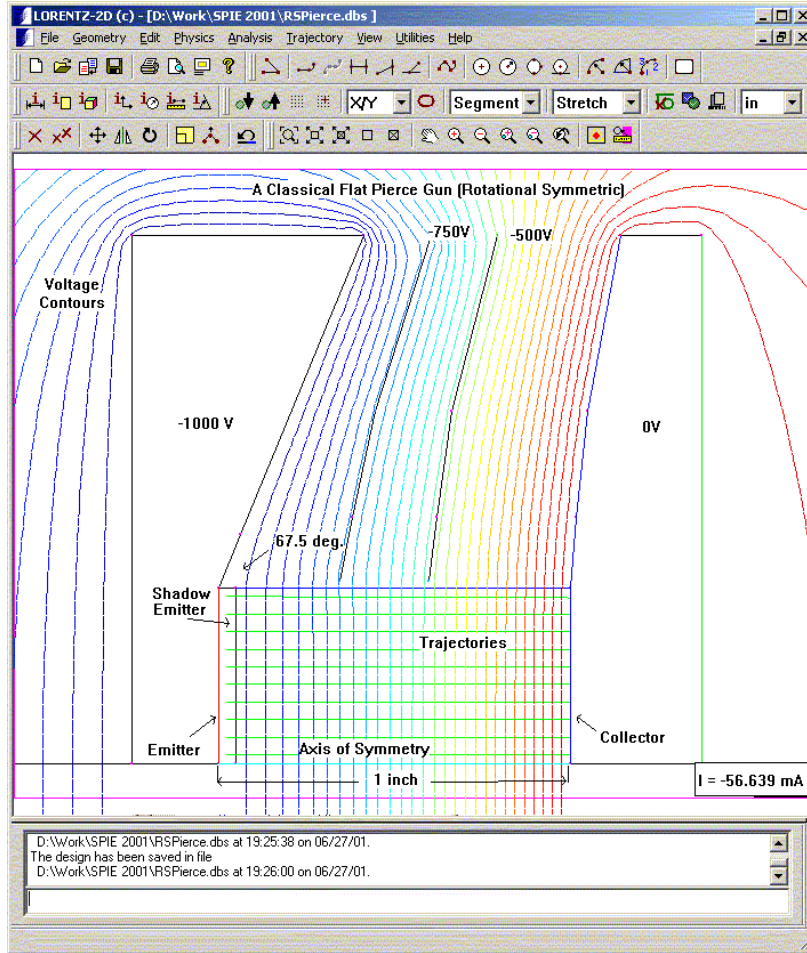 LORENTZ-2D (c) - [D:\Work\SPIE 2001\RSPierce.dbs ]
File Geometry Edit Physics Analysis Trajectory View Utilities Help
X/Y Segment Stretch in
A Classical Flat Pierce Gun (Rotational Symmetric)
-750V -500V
Voltage
Contours
-1000 V
0V
67.5 deg.
Shadow
Emitter
Trajectories
Emitter
Axis of Symmetry
Collector
1 inch
I = -56.639 mA
D:\Work\SPIE 2001\RSPierce.dbs at 19:25:38 on 06/27/01.
The design has been saved in file
D:\Work\SPIE 2001\RSPierce.dbs at 19:26:00 on 06/27/01.